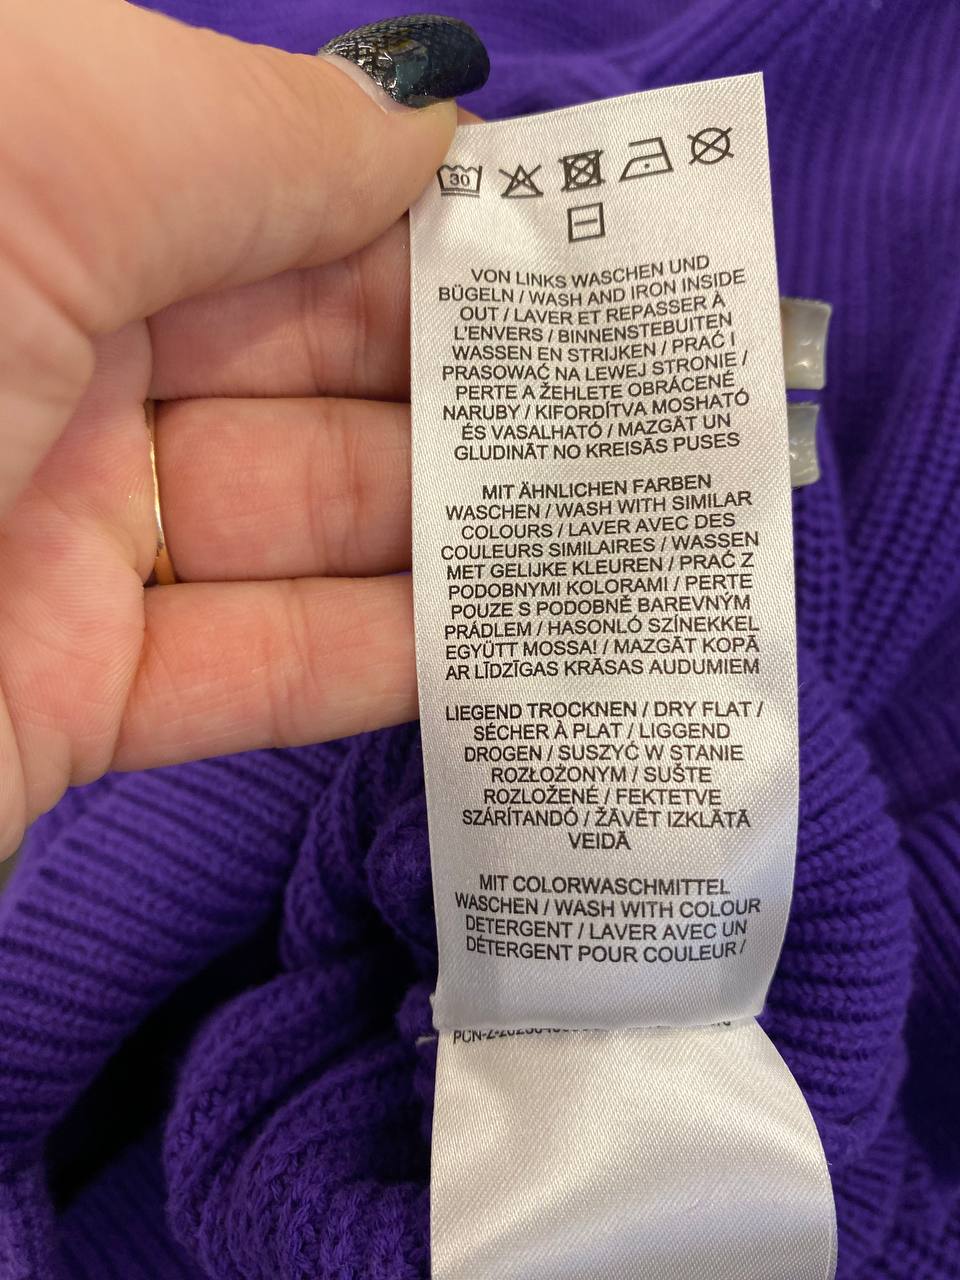 30
VON LINKS WASCHEN UND
BÜGELN / WASH AND IRON INSIDE
OUT / LAVER ET REPASSER À
L'ENVERS / BINNENSTEBUITEN
WASSEN EN STRIJKEN / PRAĆ I
PRASOWAĆ NA LEWEJ STRONIE /
PERTE A ŽEHLETE OBRÁCENĚ
NARUBY / KIFORDÍTVA MOSHATÓ
ÉS VASALHATÓ / MAZGĀT UN
GLUDINĀT NO KREISĀS PUSES
MIT ÄHNLICHEN FARBEN
WASCHEN / WASH WITH SIMILAR
COLOURS / LAVER AVEC DES
COULEURS SIMILAIRES / WASSEN
MET GELIJKE KLEUREN / PRAĆ Z
PODOBNYMI KOLORAMI / PERTE
POUZE S PODOBNĚ BAREVNÝM
PRÁDLEM / HASONLÓ SZÍNEKKEL
EGYÜTT MOSSA! / MAZGĀT KOPĀ
AR LĪDZĪGAS KRĀSAS AUDUMIEM
LIEGEND TROCKNEN / DRY FLAT /
SÉCHER À PLAT / LIGGEND
DROGEN / SUSZYĆ W STANIE
ROZŁOŻONYM / SUŠTE
ROZLOŽENÉ / FEKTETVE
SZÁRÍTANDÓ / ŽĀVĒT IZKLĀTĀ
VEIDĀ
MIT COLORWASCHMITTEL
WASCHEN / WASH WITH COLOUR
DETERGENT / LAVER AVEC UN
DÉTERGENT POUR COULEUR /